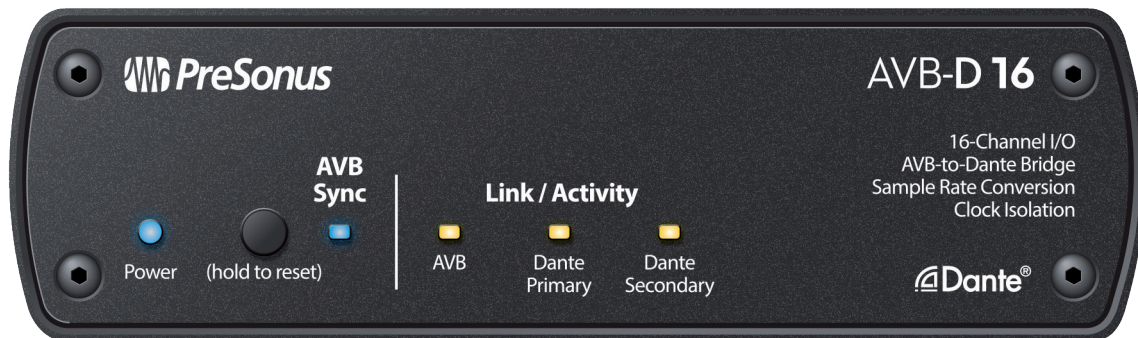 PreSonus
AVB-D 16
16-Channel I/O
AVB-to-Dante Bridge
Sample Rate Conversion
Clock Isolation
AVB
Sync
Link / Activity
Power
(hold to reset)
AVB
Dante
Primary
Dante
Secondary
Dante®